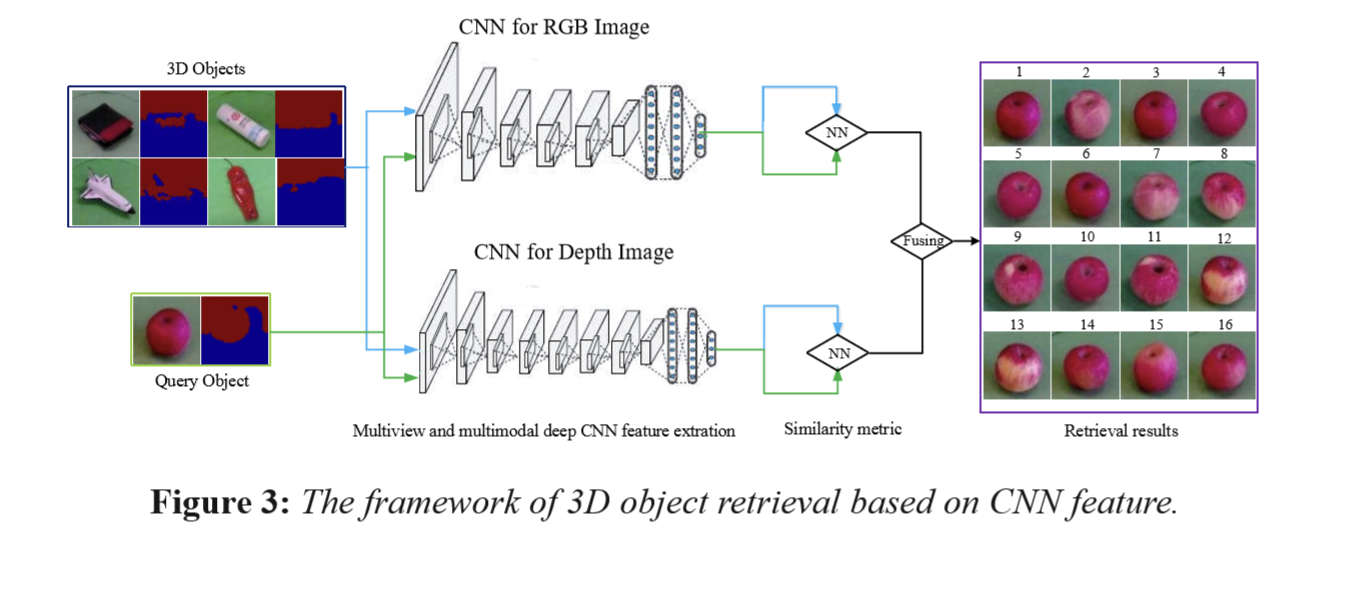 CNN for RGB Image
3D Objects
1 2 3 4
NN
5 6 7 8
CNN for Depth Image
Fusing
9 10 11 12
13 14 15 16
NN
Query Object
Multiview and multimodal deep CNN feature extration
Similarity metric
Retrieval results
Figure 3: The framework of 3D object retrieval based on CNN feature.